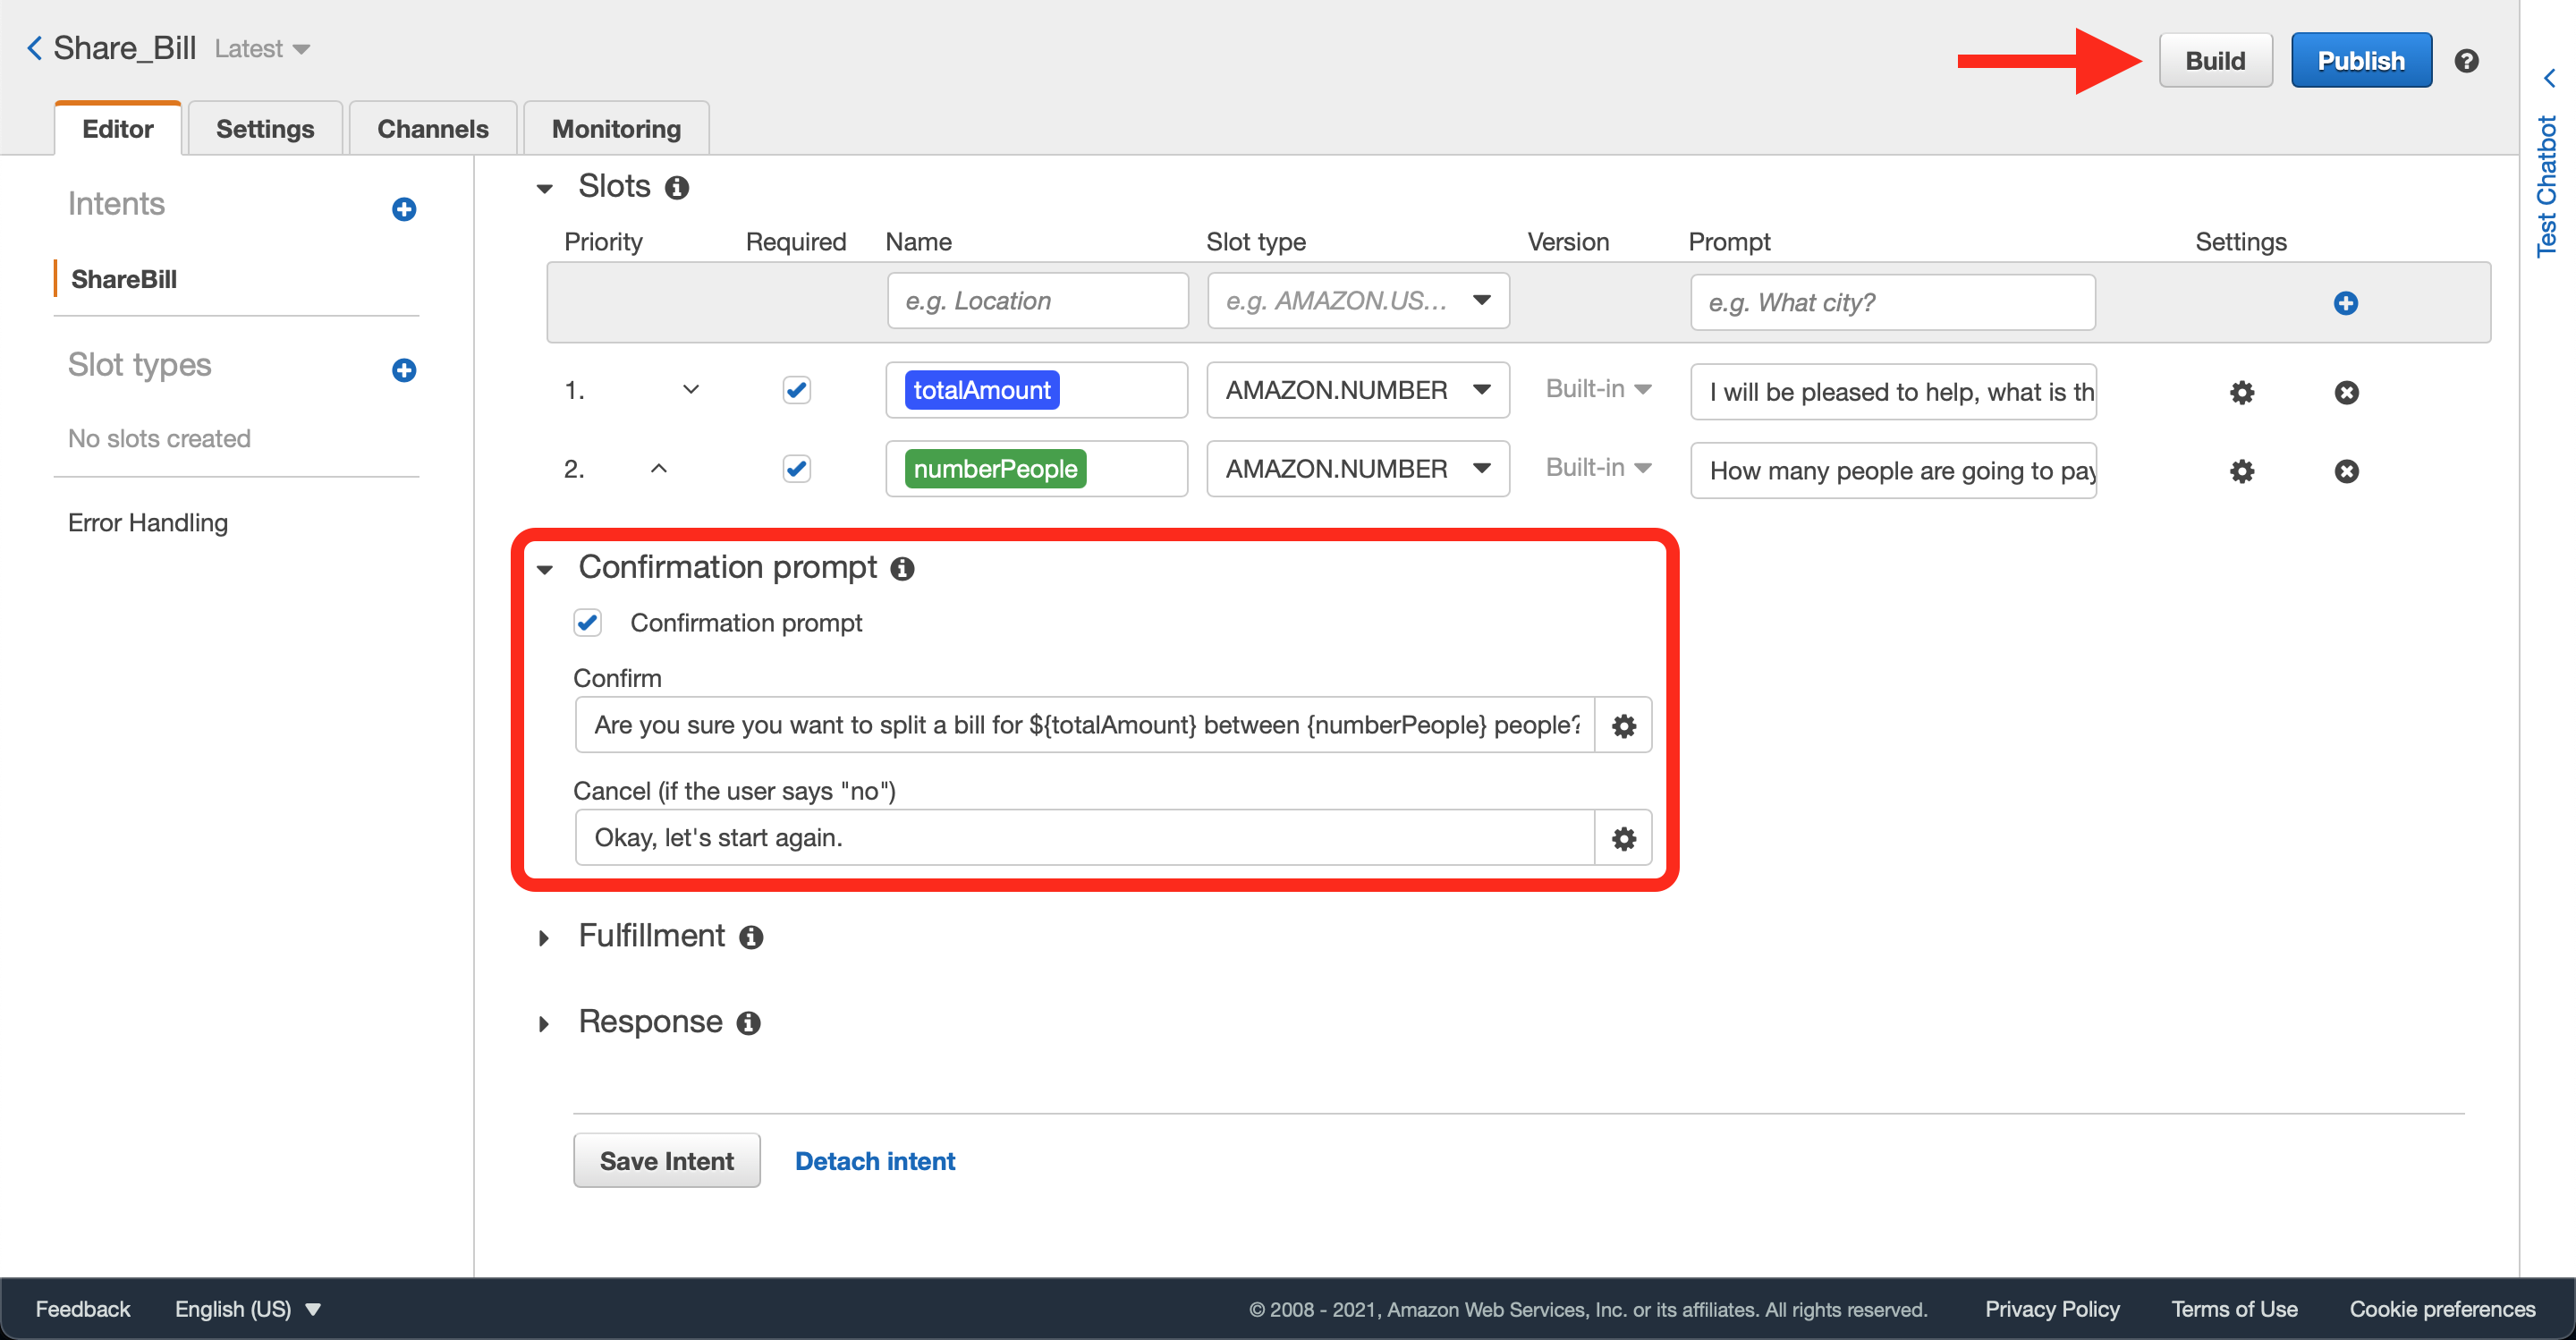 Share_Bill Latest
Build Publish
Editor Settings Channels Monitoring
Test Chatbot
Intents
ShareBill
Slot types
No slots created
Error Handling
Slots
Priority Required Name Slot type Version Prompt Settings
e.g. Location e.g. AMAZON.US... e.g. What city?
1. totalAmount AMAZON.NUMBER Built-in I will be pleased to help, what is th
2. numberPeople AMAZON.NUMBER Built-in How many people are going to pay
Confirmation prompt
Confirmation prompt
Confirm
Are you sure you want to split a bill for ${totalAmount} between {numberPeople} people?
Cancel (if the user says "no")
Okay, let's start again.
Fulfillment
Response
Save Intent Detach intent
Feedback English (US) © 2008 - 2021, Amazon Web Services, Inc. or its affiliates. All rights reserved. Privacy Policy Terms of Use Cookie preferences